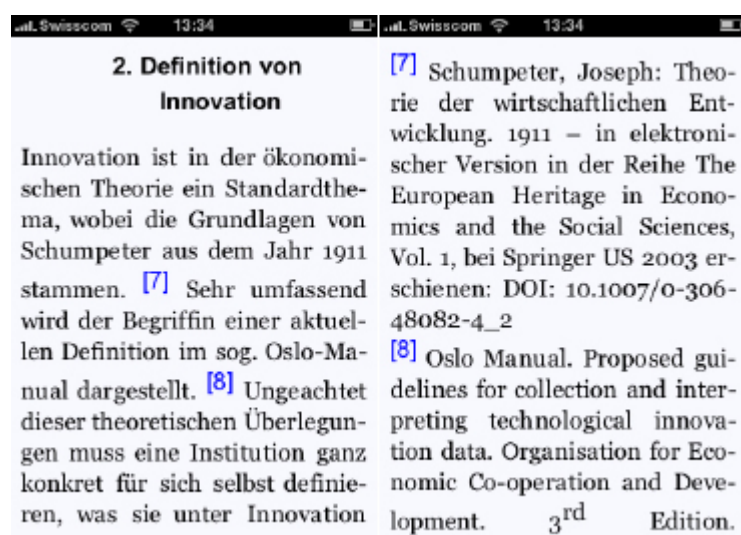 Swisscom 13:34
2. Definition von
Innovation
Innovation ist in der ökonomi-
schen Theorie ein Standardthe-
ma, wobei die Grundlagen von
Schumpeter aus dem Jahr 1911
stammen. [7] Sehr umfassend
wird der Begriffin einer aktuel-
len Definition im sog. Oslo-Ma-
nual dargestellt. [8] Ungeachtet
dieser theoretischen Überlegun-
gen muss eine Institution ganz
konkret für sich selbst definie-
ren, was sie unter Innovation
Swisscom 13:34
[7] Schumpeter, Joseph: Theo-
rie der wirtschaftlichen Ent-
wicklung. 1911 – in elektroni-
scher Version in der Reihe The
European Heritage in Econo-
mics and the Social Sciences,
Vol. 1, bei Springer US 2003 er-
schienen: DOI: 10.1007/0-306-
48082-4_2
[8] Oslo Manual. Proposed gui-
delines for collection and inter-
preting technological innova-
tion data. Organisation for Eco-
nomic Co-operation and Deve-
lopment. 3rd Edition.